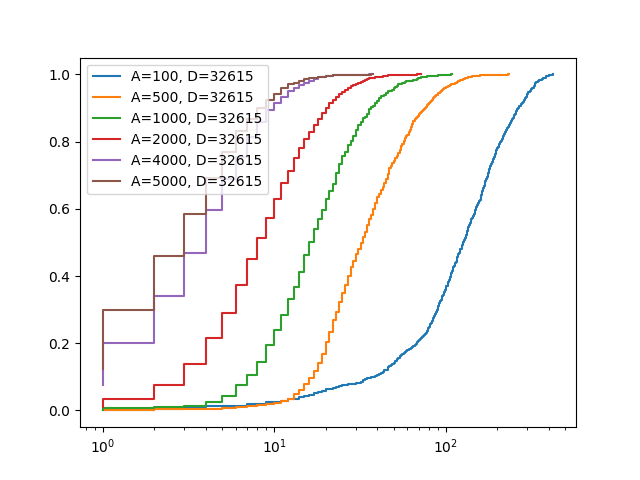 1.0
0.8
0.6
0.4
0.2
0.0
A=100, D=32615
A=500, D=32615
A=1000, D=32615
A=2000, D=32615
A=4000, D=32615
A=5000, D=32615
10⁰ 10¹ 10²